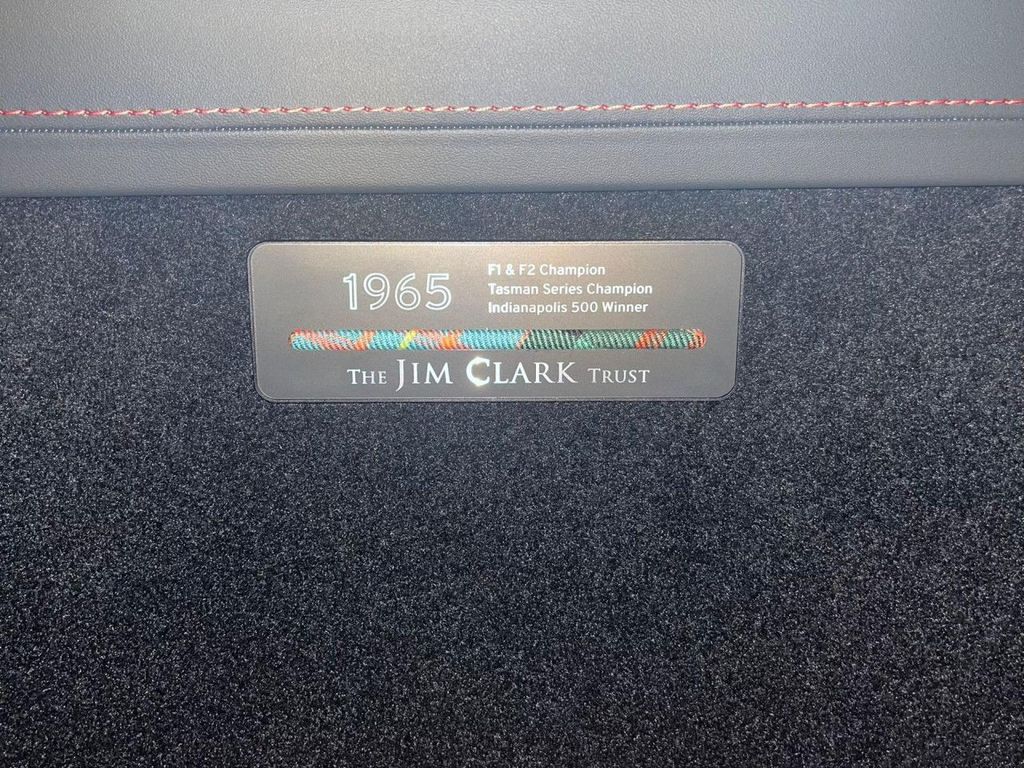 1965
F1 & F2 Champion
Tasman Series Champion
Indianapolis 500 Winner
THE JIM CLARK TRUST